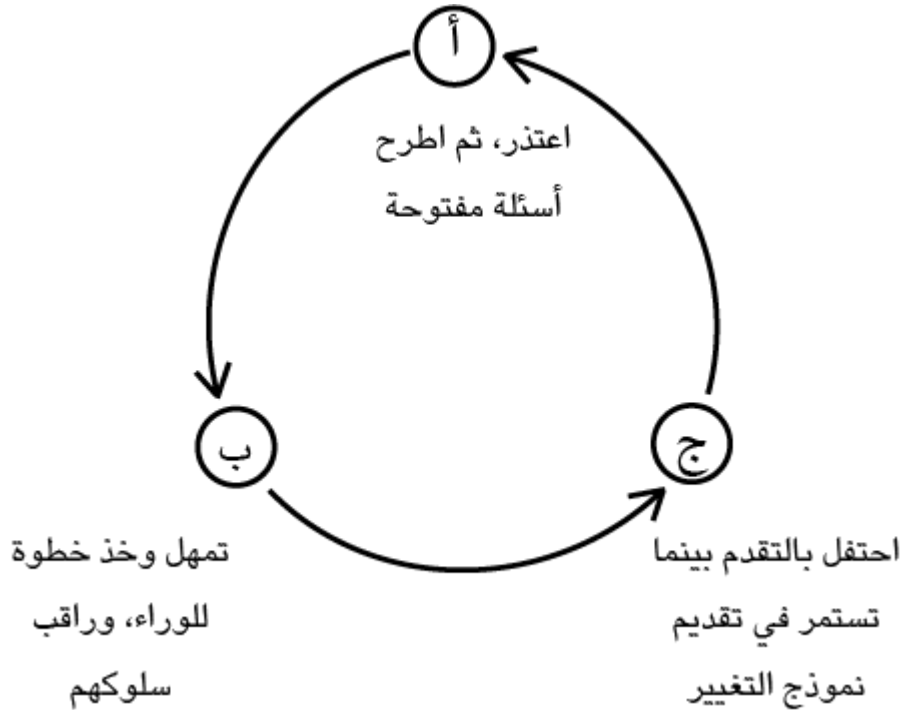 أ
اعتذر، ثم اطرح
أسئلة مفتوحة
ب
تمهل وخذ خطوة
للوراء، وراقب
سلوكهم
ج
احتفل بالتقدم بينما
تستمر في تقديم
نموذج التغيير